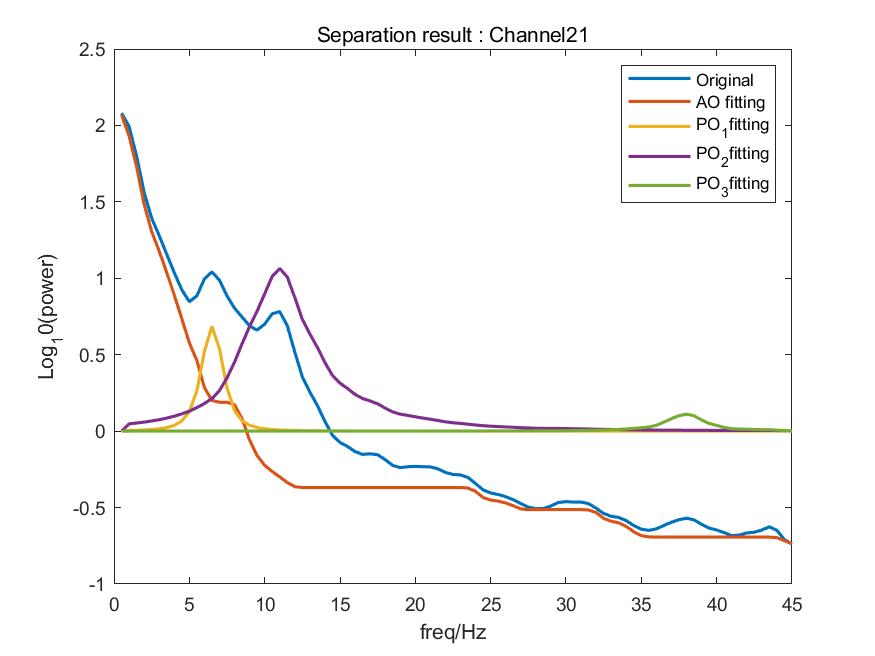 Separation result : Channel21
2.5
2
1.5
1
0.5
0
-0.5
-1
Log10(power)
0 5 10 15 20 25 30 35 40 45
freq/Hz
Original
AO fitting
PO1fitting
PO2fitting
PO3fitting